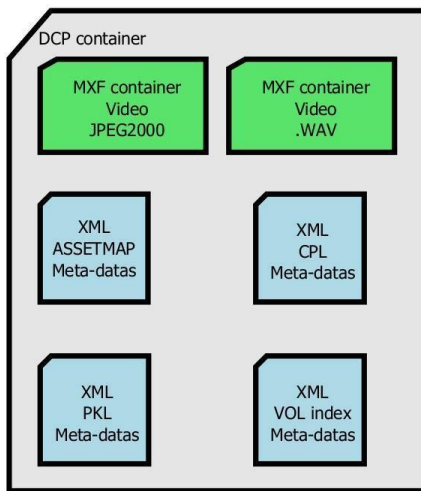 DCP container
MXF container
Video
JPEG2000
MXF container
Video
.WAV
XML
ASSETMAP
Meta-datas
XML
CPL
Meta-datas
XML
PKL
Meta-datas
XML
VOL index
Meta-datas